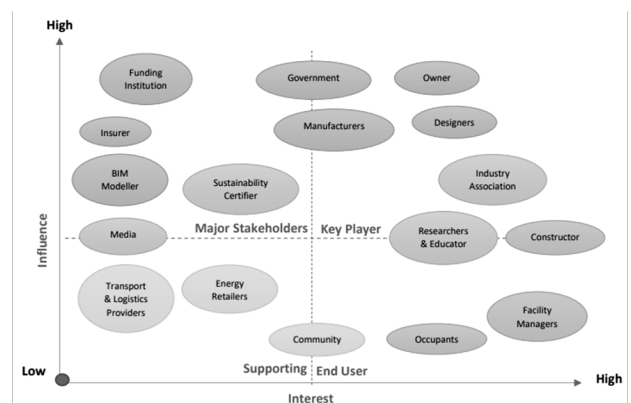 High
Funding
Institution
Government
Owner
Insurer
Manufacturers
Designers
BIM
Modeller
Sustainability
Certifier
Industry
Association
Influence
Media
Major Stakeholders
Key Player
Researchers
& Educator
Constructor
Transport
& Logistics
Providers
Energy
Retailers
Facility
Managers
Community
Occupants
Low
Supporting
End User
High
Interest